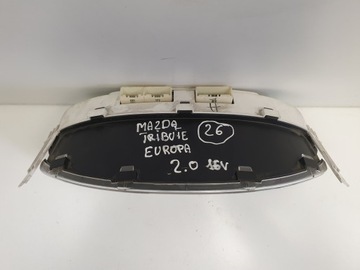 MAZDA
TRIBUTE
EUROPA
2.0 16V
26